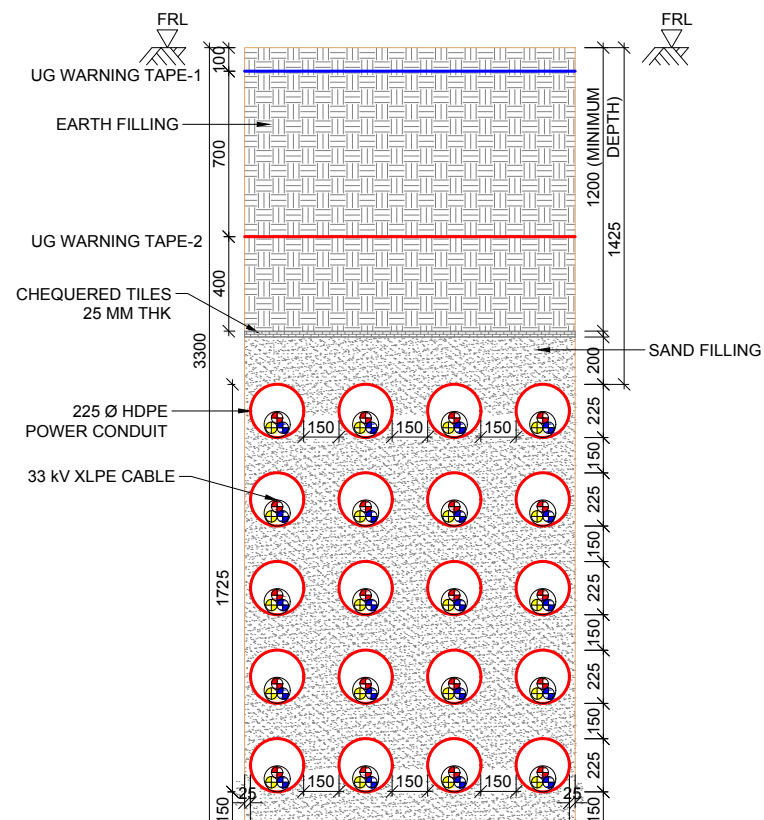 FRL
FRL
100
UG WARNING TAPE-1
EARTH FILLING
700
1200 (MINIMUM
DEPTH)
1425
UG WARNING TAPE-2
400
CHEQUERED TILES
25 MM THK
3300
200
SAND FILLING
225 Ø HDPE
POWER CONDUIT
150
150
150
225
150
33 kV XLPE CABLE
225
150
1725
225
150
225
150
225
150
150
150
25
25
150
150